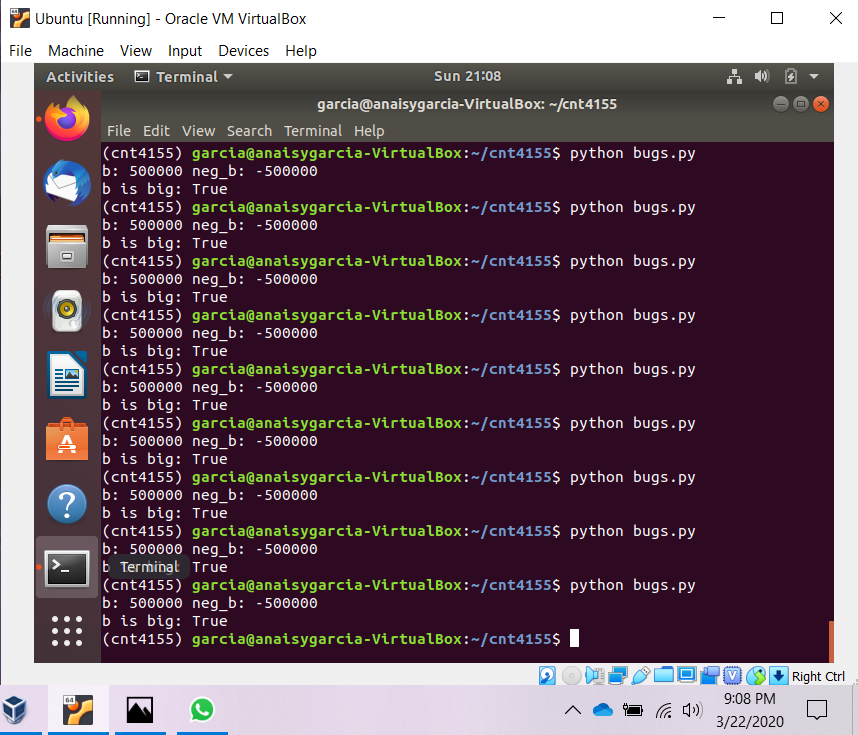 Ubuntu [Running] - Oracle VM VirtualBox
File Machine View Input Devices Help
Activities Terminal Sun 21:08
garcia@anaisygarcia-VirtualBox: ~/cnt4155
File Edit View Search Terminal Help
(cnt4155) garcia@anaisygarcia-VirtualBox:~/cnt4155$ python bugs.py
b: 500000 neg_b: -500000
b is big: True
(cnt4155) garcia@anaisygarcia-VirtualBox:~/cnt4155$ python bugs.py
b: 500000 neg_b: -500000
b is big: True
(cnt4155) garcia@anaisygarcia-VirtualBox:~/cnt4155$ python bugs.py
b: 500000 neg_b: -500000
b is big: True
(cnt4155) garcia@anaisygarcia-VirtualBox:~/cnt4155$ python bugs.py
b: 500000 neg_b: -500000
b is big: True
(cnt4155) garcia@anaisygarcia-VirtualBox:~/cnt4155$ python bugs.py
b: 500000 neg_b: -500000
b is big: True
(cnt4155) garcia@anaisygarcia-VirtualBox:~/cnt4155$ python bugs.py
b: 500000 neg_b: -500000
b is big: True
(cnt4155) garcia@anaisygarcia-VirtualBox:~/cnt4155$ python bugs.py
b: 500000 neg_b: -500000
b is big: True
(cnt4155) garcia@anaisygarcia-VirtualBox:~/cnt4155$ python bugs.py
b: 500000 neg_b: -500000
b Terminal True
(cnt4155) garcia@anaisygarcia-VirtualBox:~/cnt4155$ python bugs.py
b: 500000 neg_b: -500000
b is big: True
(cnt4155) garcia@anaisygarcia-VirtualBox:~/cnt4155$
Right Ctrl
64
9:08 PM
3/22/2020